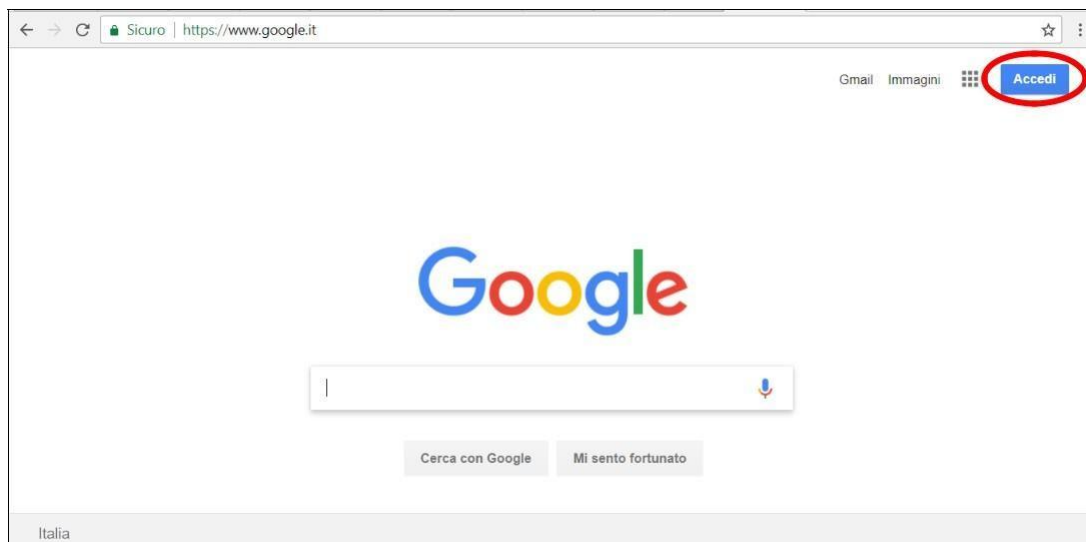 Sicuro | https://www.google.it
Gmail Immagini Accedi
Google
Cerca con Google Mi sento fortunato
Italia